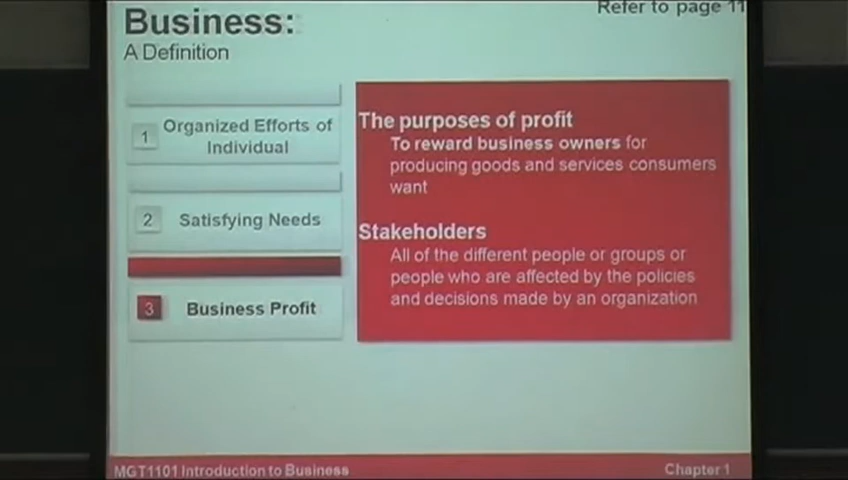 Refer to page 11
Business:
A Definition
1
Organized Efforts of
Individual
2
Satisfying Needs
3
Business Profit
The purposes of profit
To reward business owners for
producing goods and services consumers
want
Stakeholders
All of the different people or groups or
people who are affected by the policies
and decisions made by an organization
MGT1101 Introduction to Business
Chapter 1